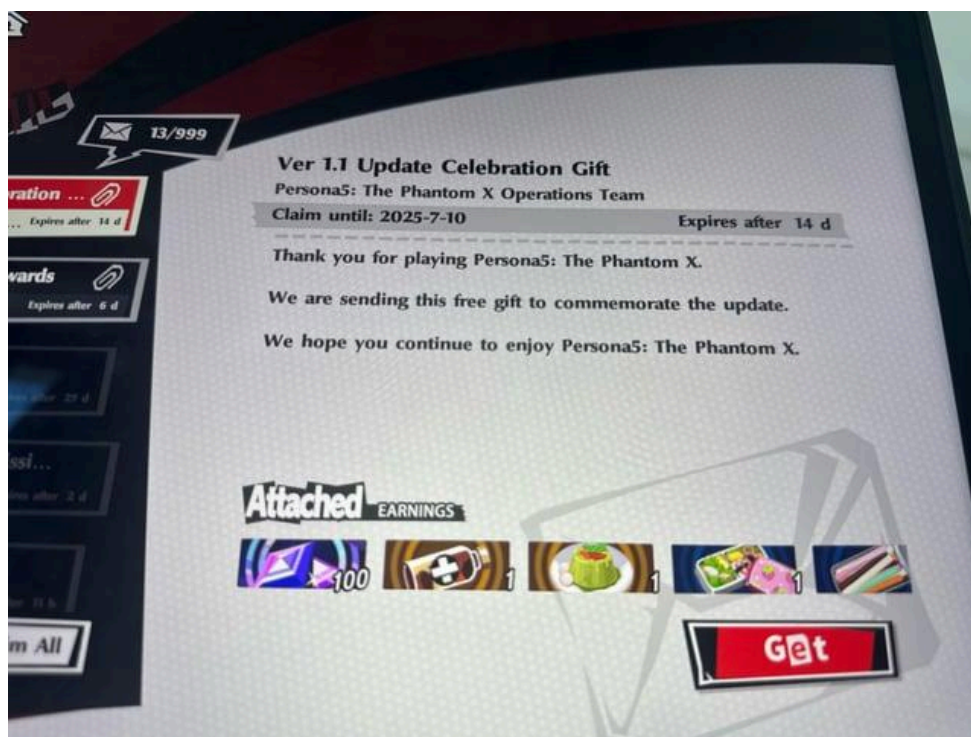 13/999
ration ...
Expires after 14 d
wards
Expires after 6 d
after 2 d
m All
Ver 1.1 Update Celebration Gift
Persona5: The Phantom X Operations Team
Claim until: 2025-7-10 Expires after 14 d
Thank you for playing Persona5: The Phantom X.
We are sending this free gift to commemorate the update.
We hope you continue to enjoy Persona5: The Phantom X.
Attached EARNINGS
×100 1 1 1
Get